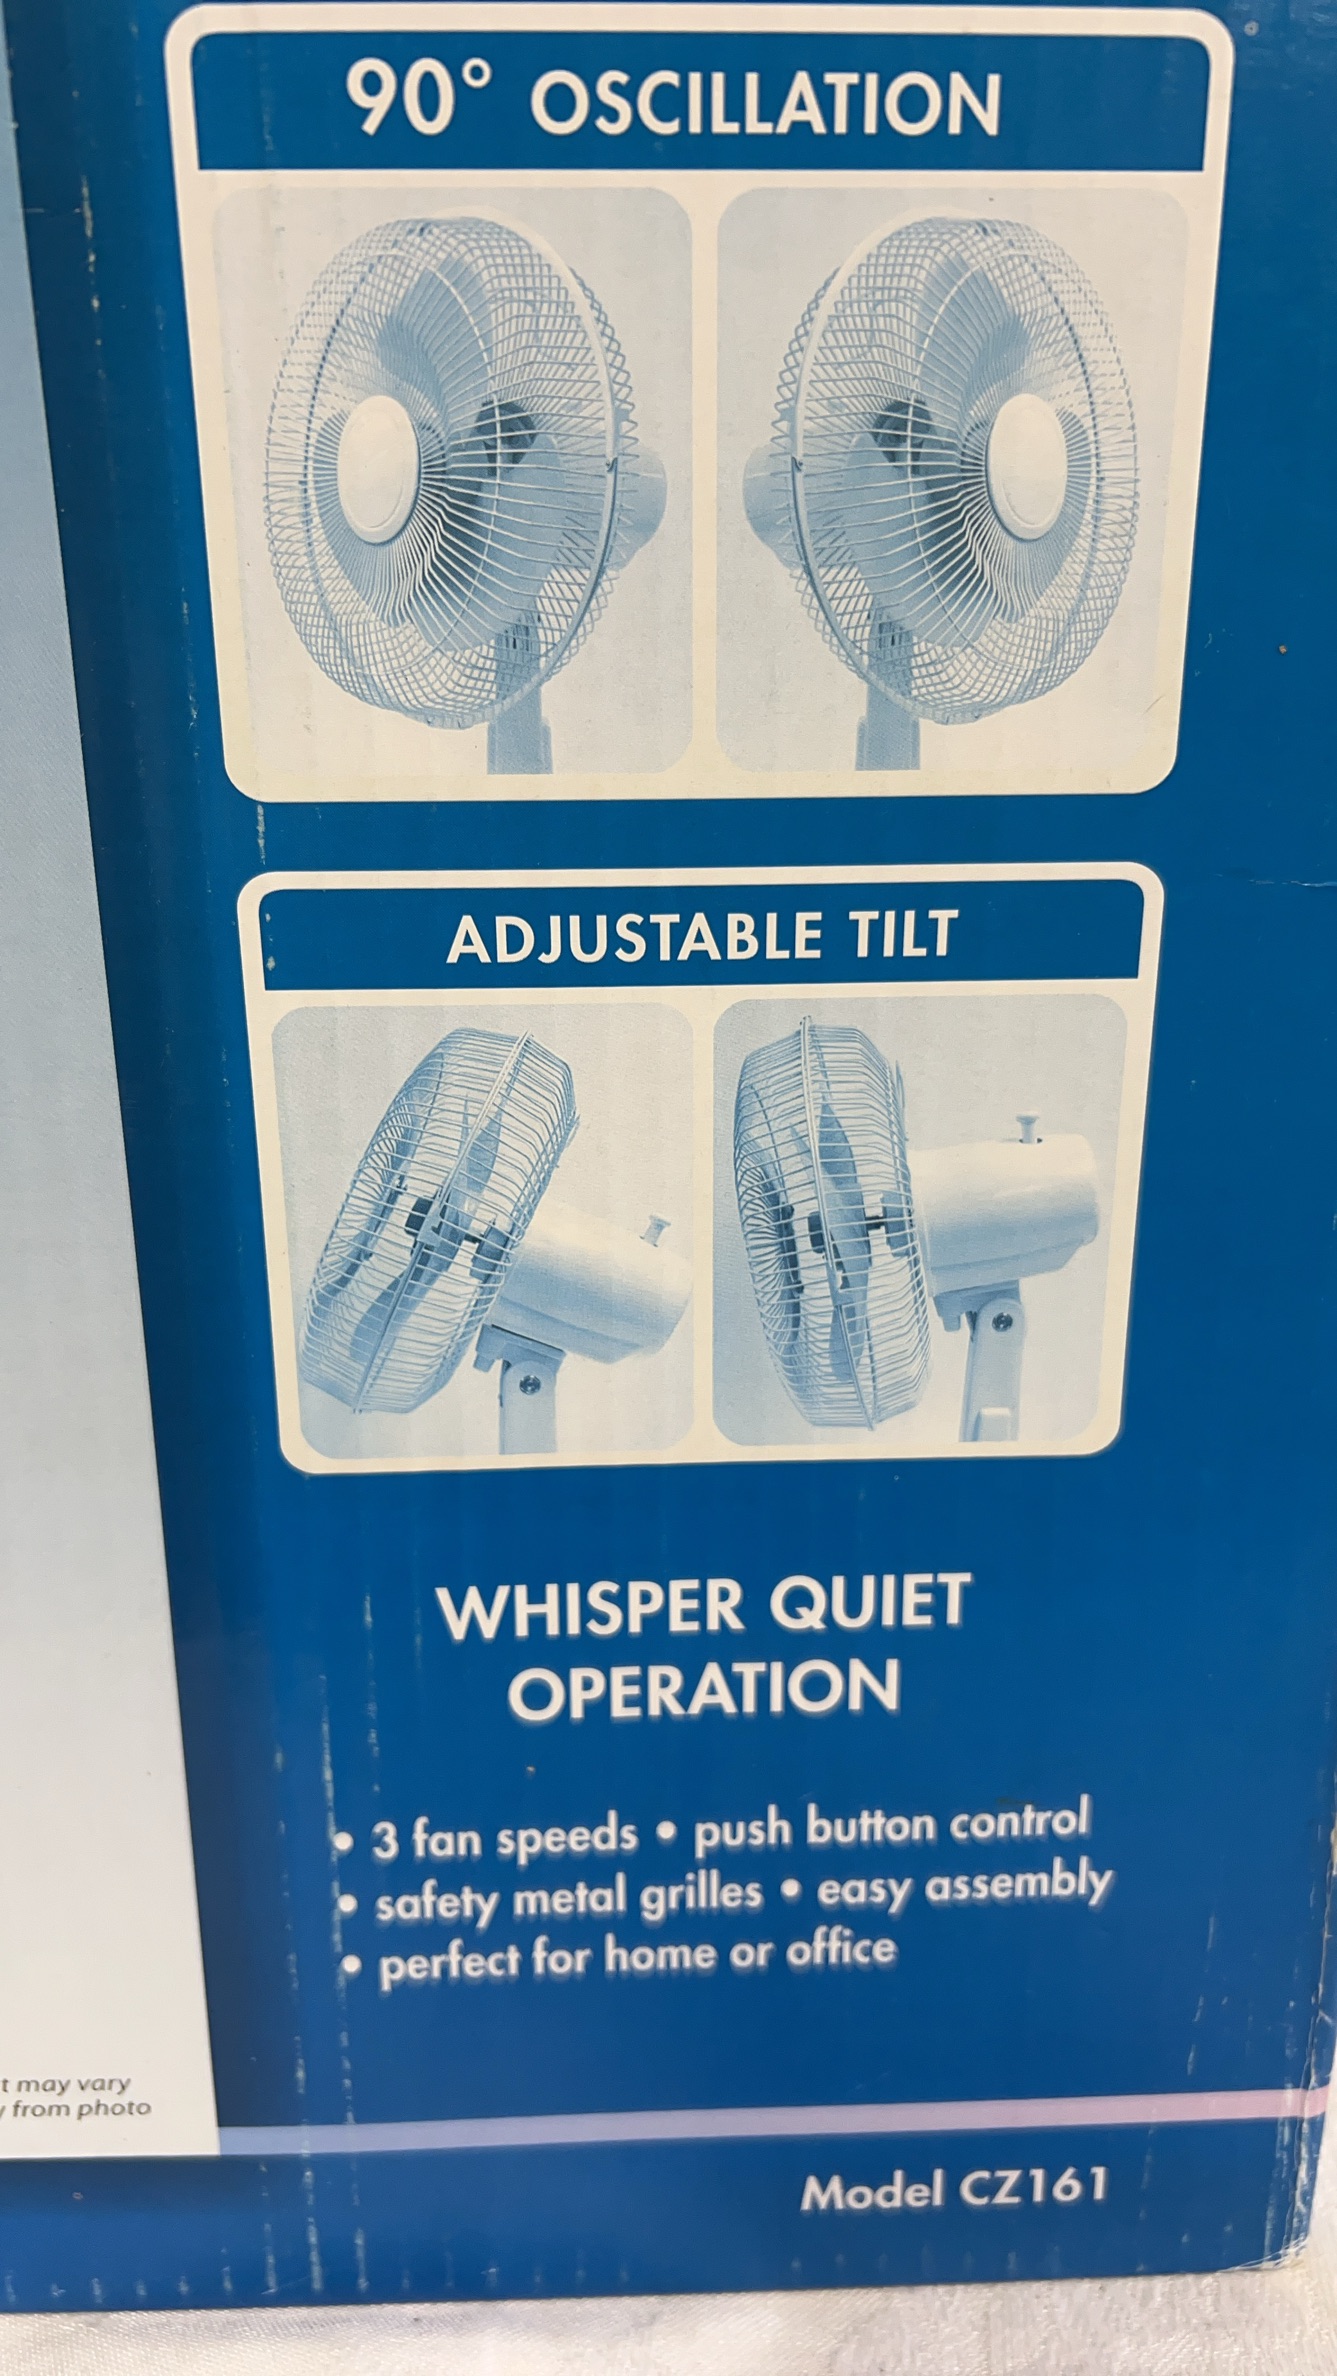 90° OSCILLATION
ADJUSTABLE TILT
WHISPER QUIET
OPERATION
• 3 fan speeds • push button control
• safety metal grilles • easy assembly
• perfect for home or office
may vary
from photo
Model CZ161